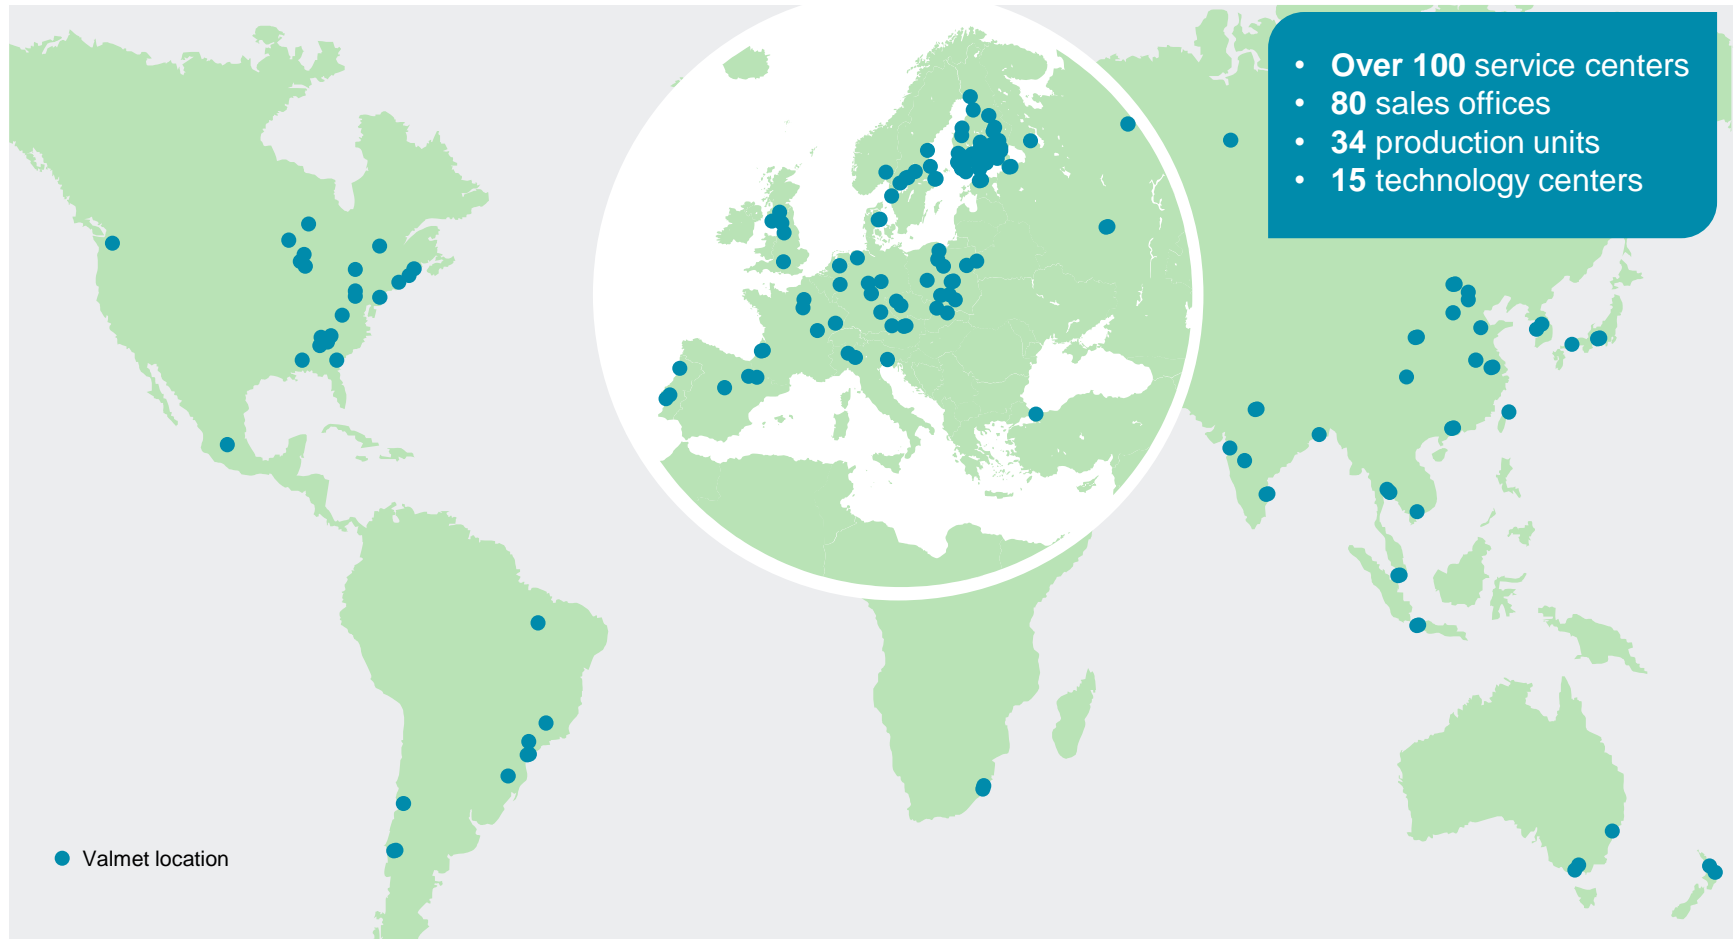 • Over 100 service centers
• 80 sales offices
• 34 production units
• 15 technology centers
Valmet location